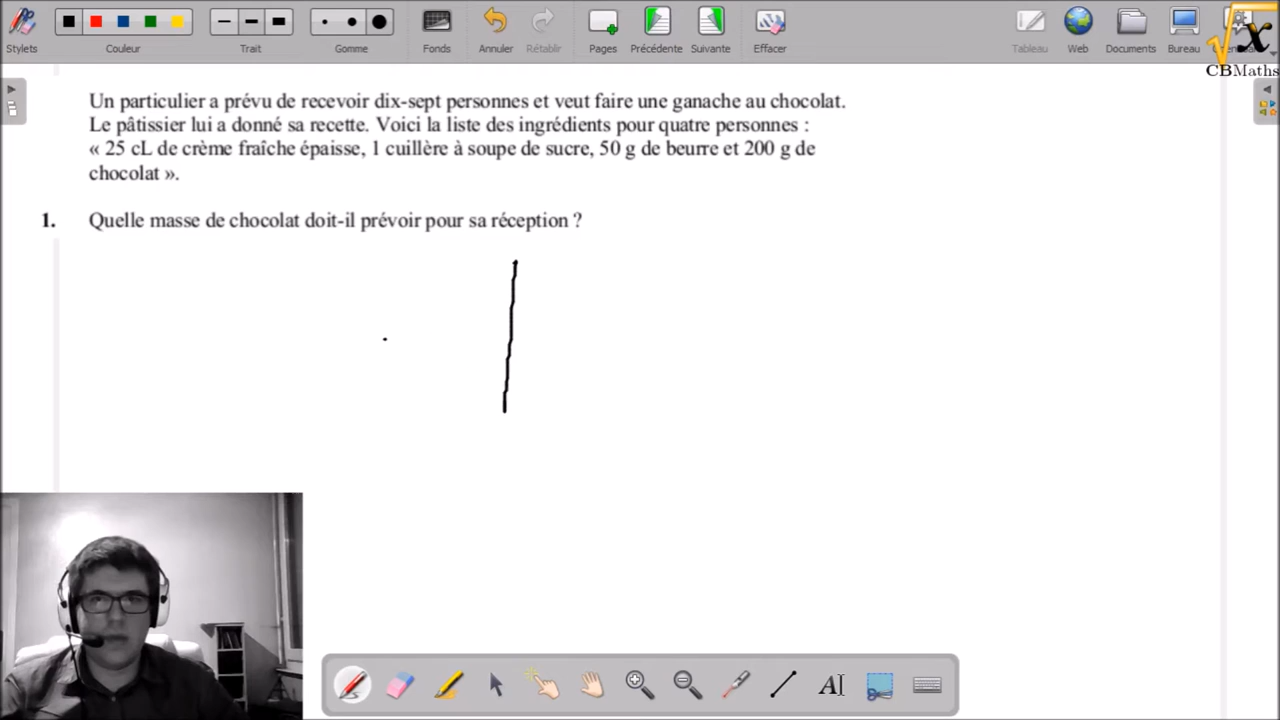 Stylets
Couleur
Trait
Gomme
Fonds
Annuler
Rétablir
Pages
Précédente
Suivante
Effacer
Tableau
Web
Documents
Bureau
CBMaths
Un particulier a prévu de recevoir dix-sept personnes et veut faire une ganache au chocolat.
Le pâtissier lui a donné sa recette. Voici la liste des ingrédients pour quatre personnes :
« 25 cL de crème fraîche épaisse, 1 cuillère à soupe de sucre, 50 g de beurre et 200 g de
chocolat ».
1. Quelle masse de chocolat doit-il prévoir pour sa réception ?
AI